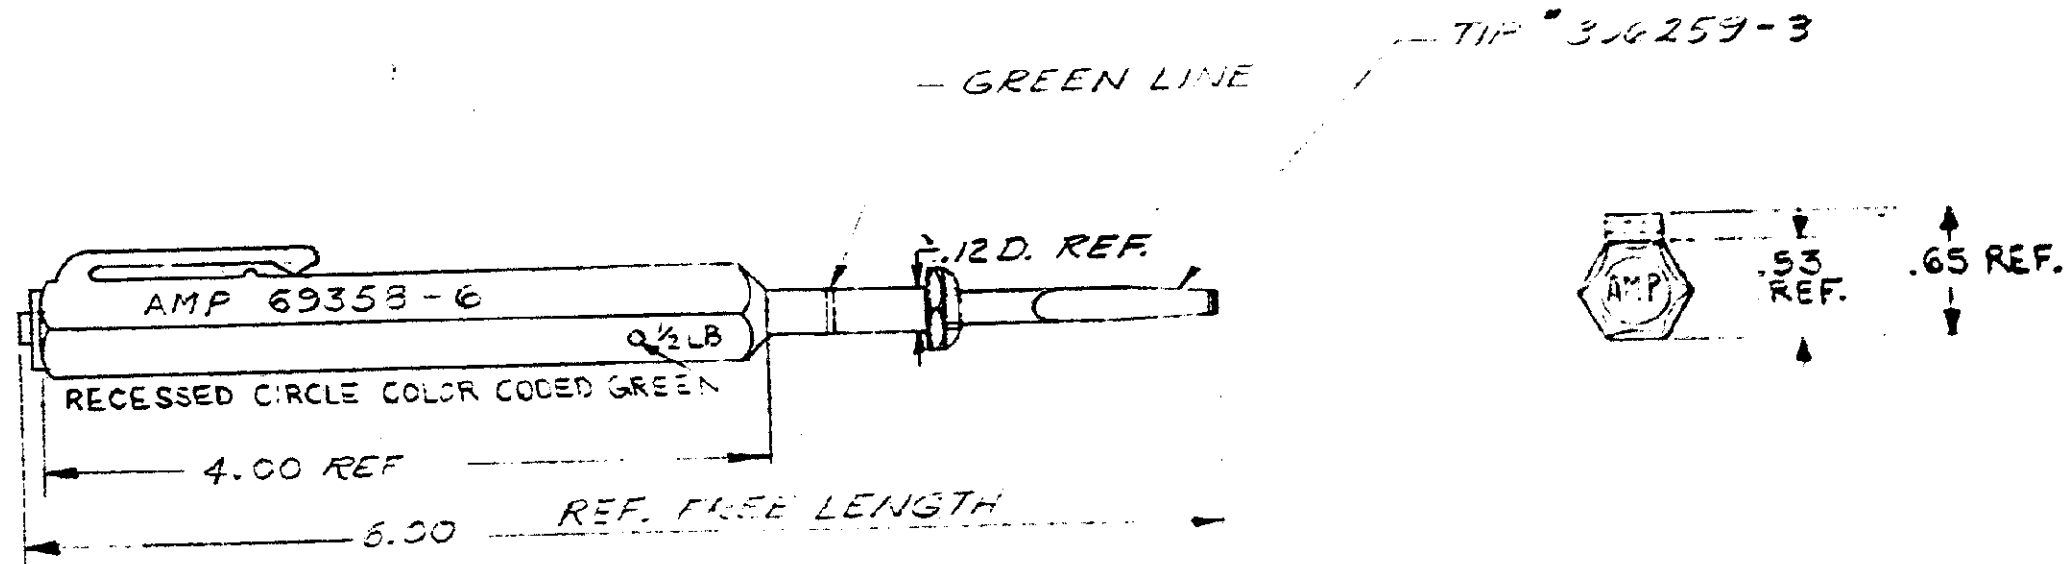 TIP
GREEN LINE
.12 D. REF.
AMP 69358-6
1/2 LB
RECESSED CIRCLE COLOR CODED GREEN
4.00 REF
REF. FREE LENGTH
6.00
AMP
.53
REF.
.65 REF.